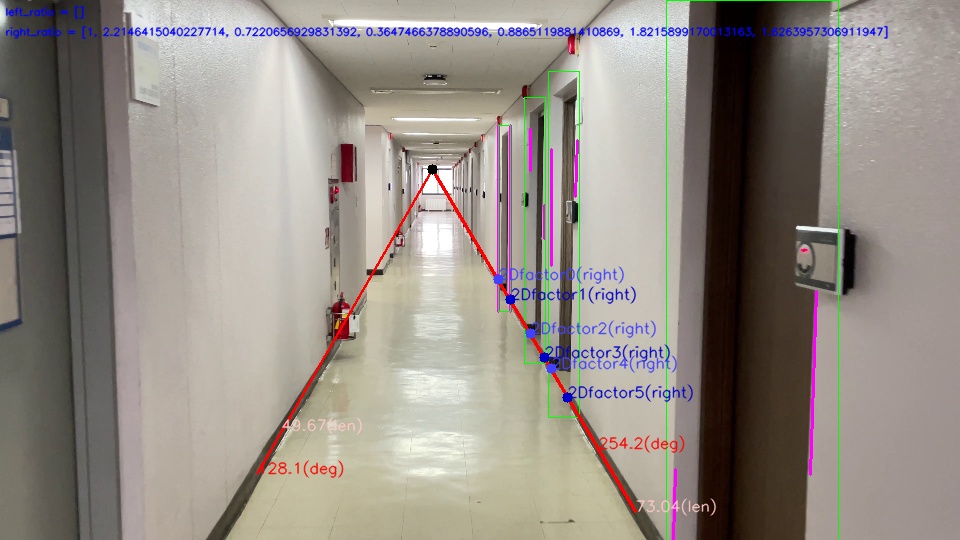 left_ratio = []
right_ratio = [1, 2.2146415040227714, 0.7220656929831392, 0.3647466378890596, 0.8865119881410869, 1.8215899170013163, 1.6263957306911947]
2Dfactor0(right)
2Dfactor1(right)
2Dfactor2(right)
2Dfactor3(right)
2Dfactor4(right)
2Dfactor5(right)
49.67(len)
254.2(deg)
28.1(deg)
73.04(len)